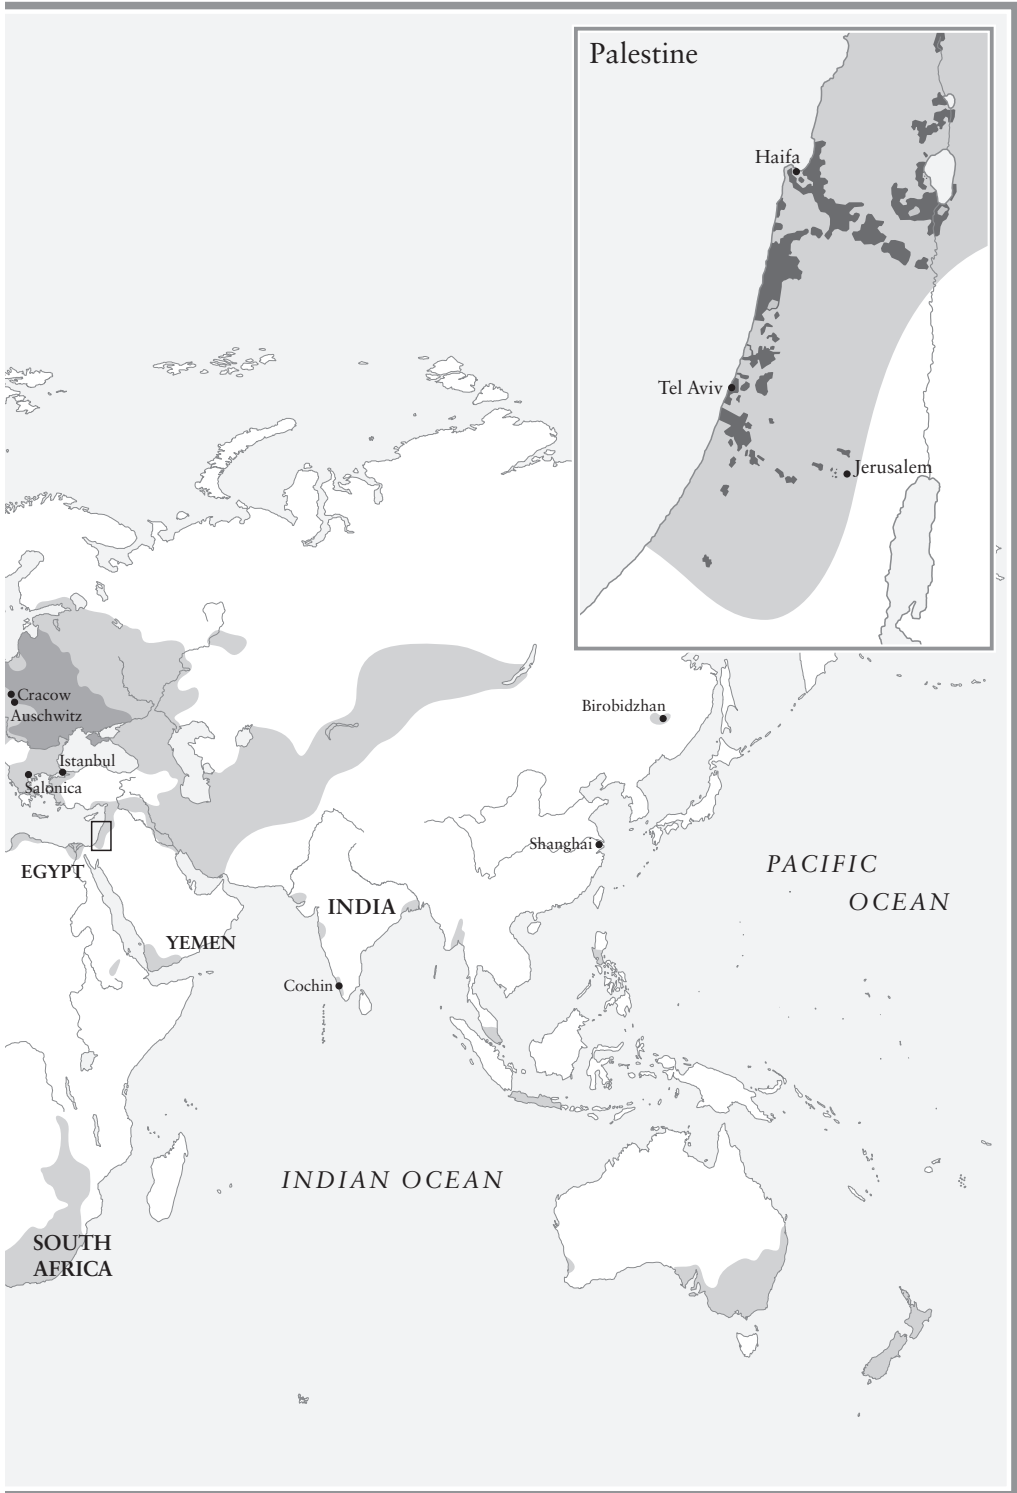 Palestine
Haifa
Tel Aviv
Jerusalem
Cracow
Auschwitz
Birobidzhan
Istanbul
Salonica
Shanghai
EGYPT
PACIFIC
OCEAN
INDIA
YEMEN
Cochin
INDIAN OCEAN
SOUTH
AFRICA